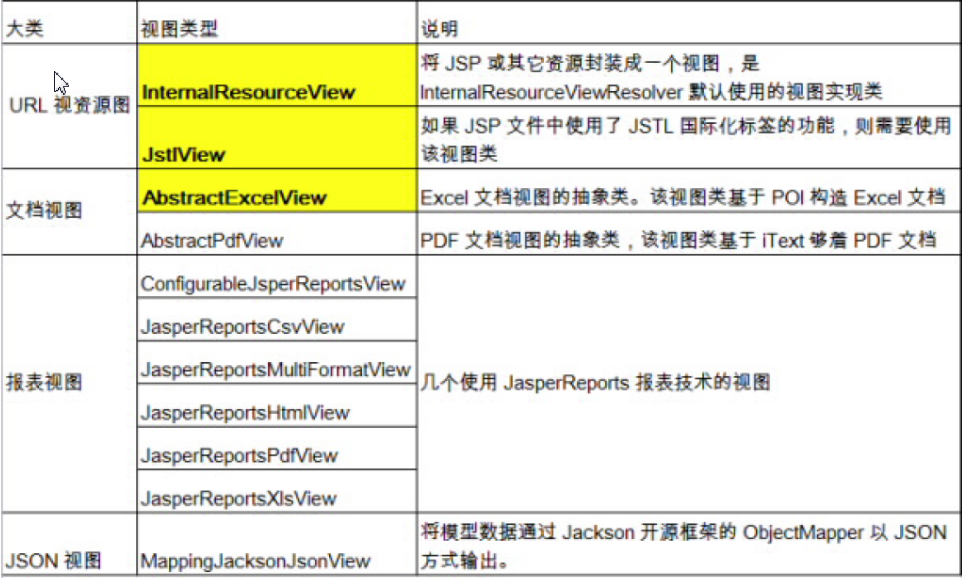 大类 视图类型 说明
URL 视资源图
InternalResourceView
将 JSP 或其它资源封装成一个视图，是
InternalResourceViewResolver 默认使用的视图实现类
JstlView
如果 JSP 文件中使用了 JSTL 国际化标签的功能，则需要使用
该视图类
文档视图
AbstractExcelView
Excel 文档视图的抽象类。该视图类基于 POI 构造 Excel 文档
AbstractPdfView
PDF 文档视图的抽象类，该视图类基于 iText 够着 PDF 文档
报表视图
ConfigurableJsperReportsView
JasperReportsCsvView
JasperReportsMultiFormatView
JasperReportsHtmlView
JasperReportsPdfView
JasperReportsXlsView
几个使用 JasperReports 报表技术的视图
JSON 视图
MappingJacksonJsonView
将模型数据通过 Jackson 开源框架的 ObjectMapper 以 JSON
方式输出。